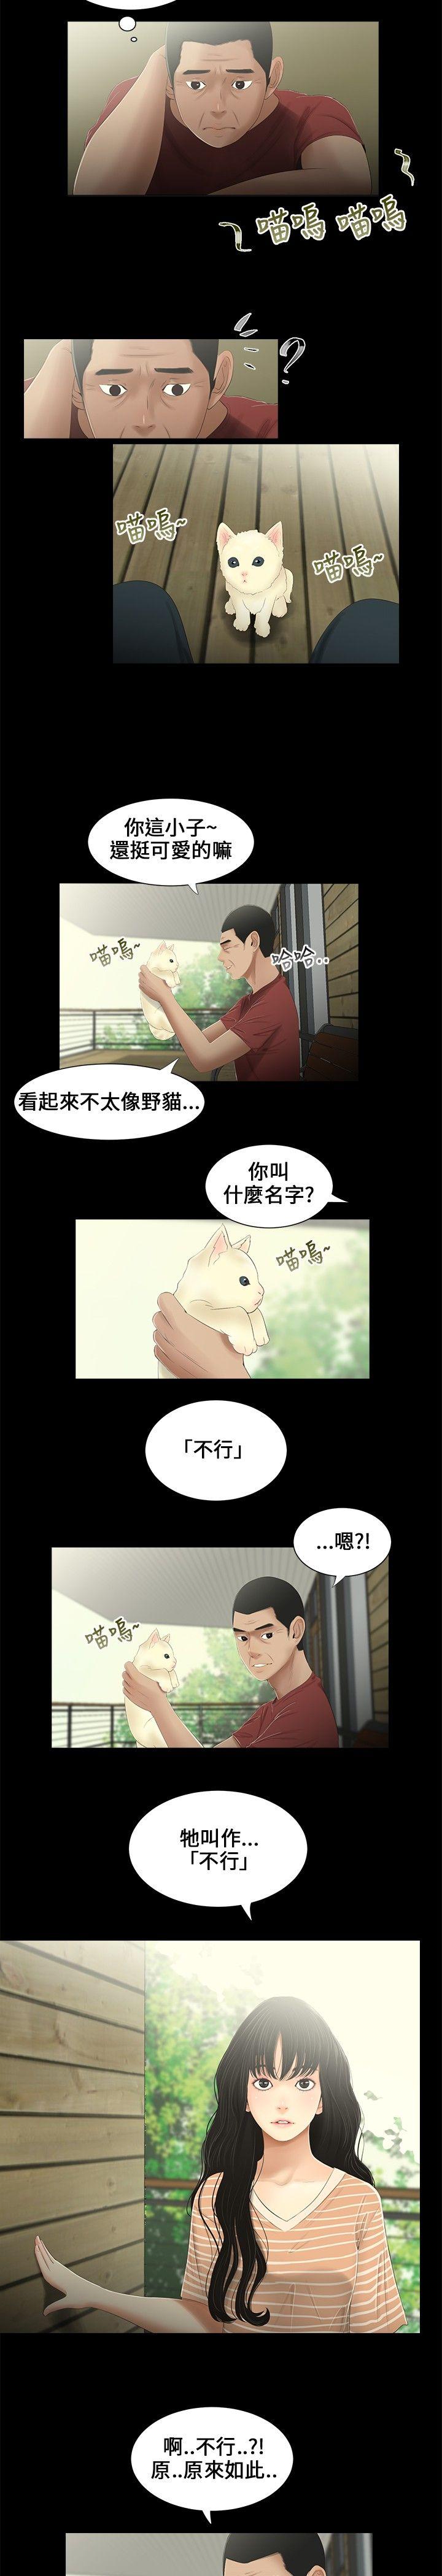 喵嗚 喵嗚
?
喵嗚~
喵嗚~
你這小子~
還挺可愛的嘛
喵嗚~
哈哈..
看起來不太像野貓...
你叫
什麼名字?
喵嗚~
「不行」
...嗯?!
喵嗚~
牠叫作...
「不行」
啊..不行..?!
原..原來如此..